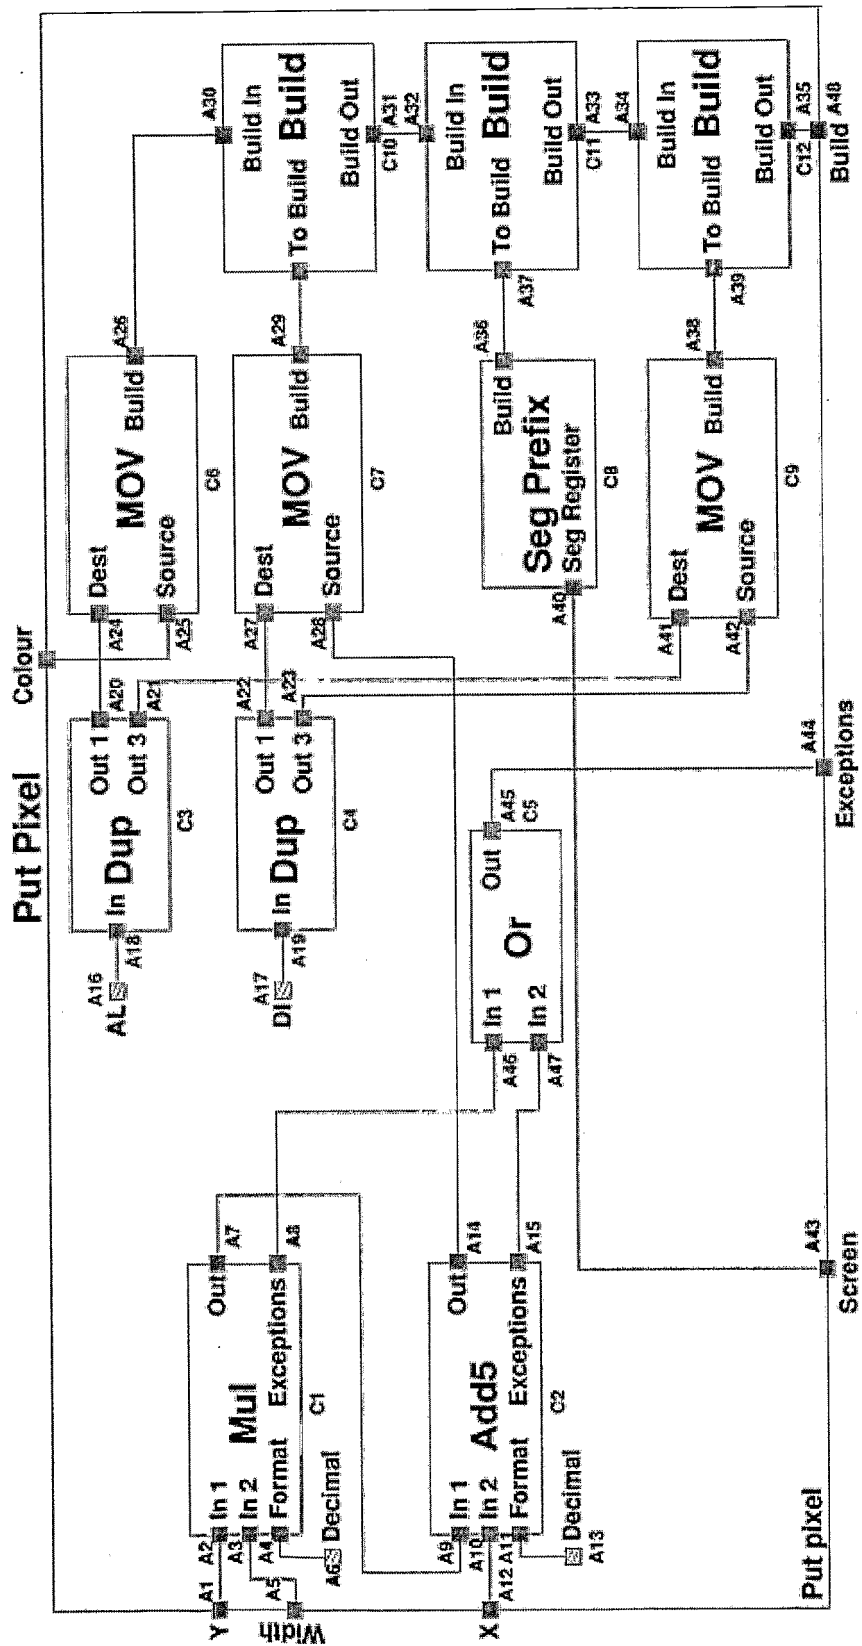 Put Pixel
Colour
Y
A1
Width
A5
X
A12
A2
In 1
A3
In 2
A4
Format
Mul
Out
A7
Exceptions
A8
C1
Decimal
A9
In 1
A10
In 2
A11
Format
Add5
Out
A14
Exceptions
A15
C2
Decimal
A13
A16
AL
A18
In
Dup
Out 1
A20
Out 3
A21
C3
A17
DI
A19
In
Dup
Out 1
A22
Out 3
A23
C4
A46
In 1
A47
In 2
Or
Out
A45
C5
A24
Dest
A25
Source
MOV
Build
A26
C6
A27
Dest
A28
Source
MOV
Build
A29
C7
A40
Seg Register
Seg Prefix
Build
A36
C8
A41
Dest
A42
Source
MOV
Build
A38
C9
A30
Build In
To Build
Build
Build Out
A31
C10
A32
Build In
To Build
A37
Build
Build Out
A33
C11
A34
Build In
To Build
A39
Build
Build Out
A35
C12
A48
Build
A44
Exceptions
A43
Screen
Put pixel